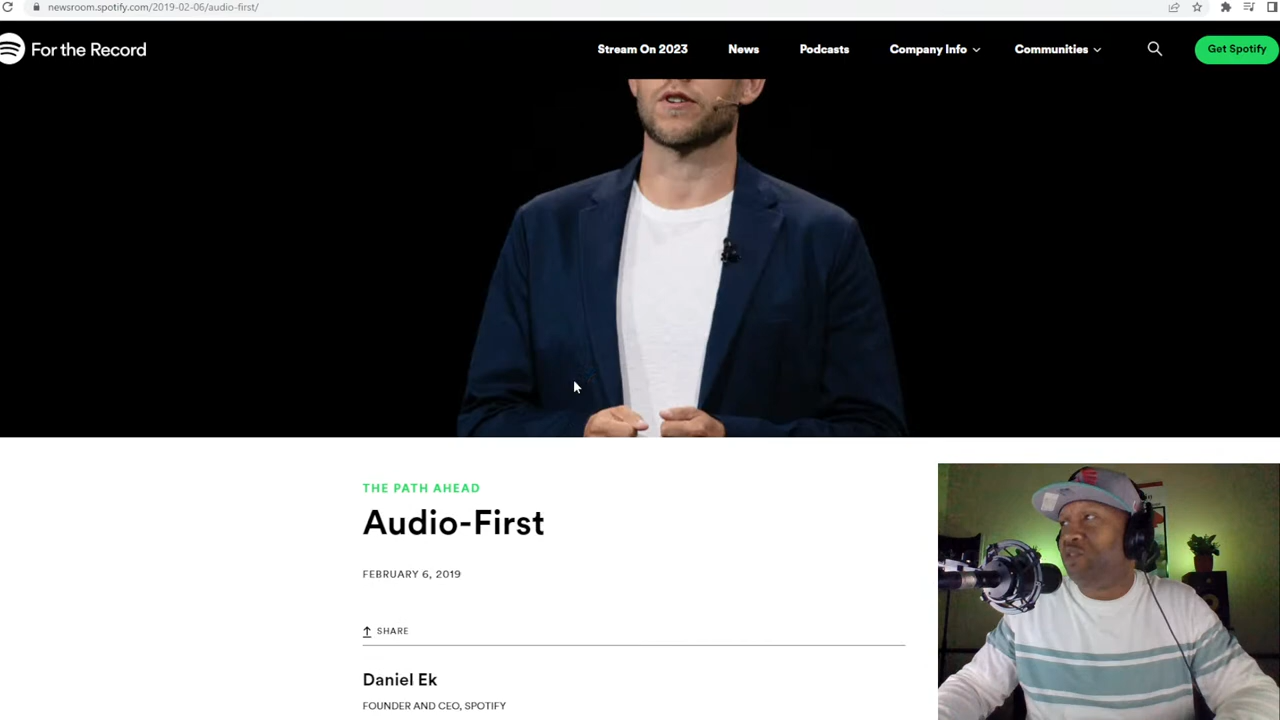 newsroom.spotify.com/2019-02-06/audio-first/
For the Record
Stream On 2023
News
Podcasts
Company Info
Communities
Get Spotify
THE PATH AHEAD
Audio-First
FEBRUARY 6, 2019
SHARE
Daniel Ek
FOUNDER AND CEO, SPOTIFY